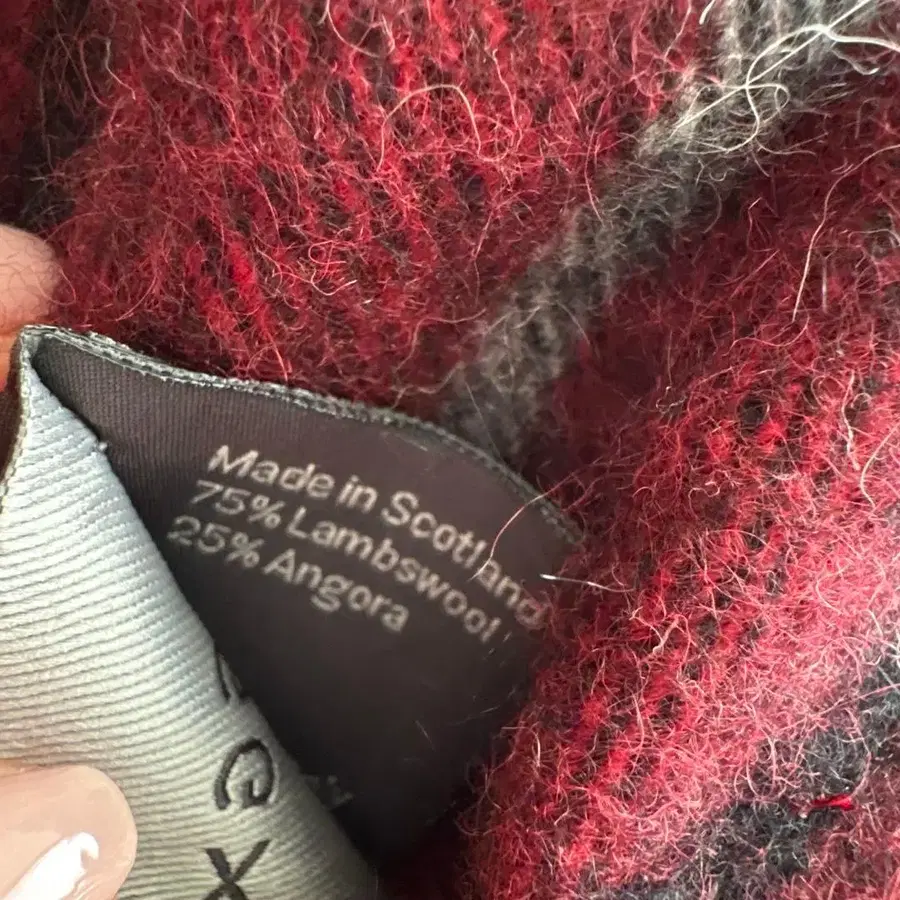 Made in Scotland
75% Lambswool
25% Angora